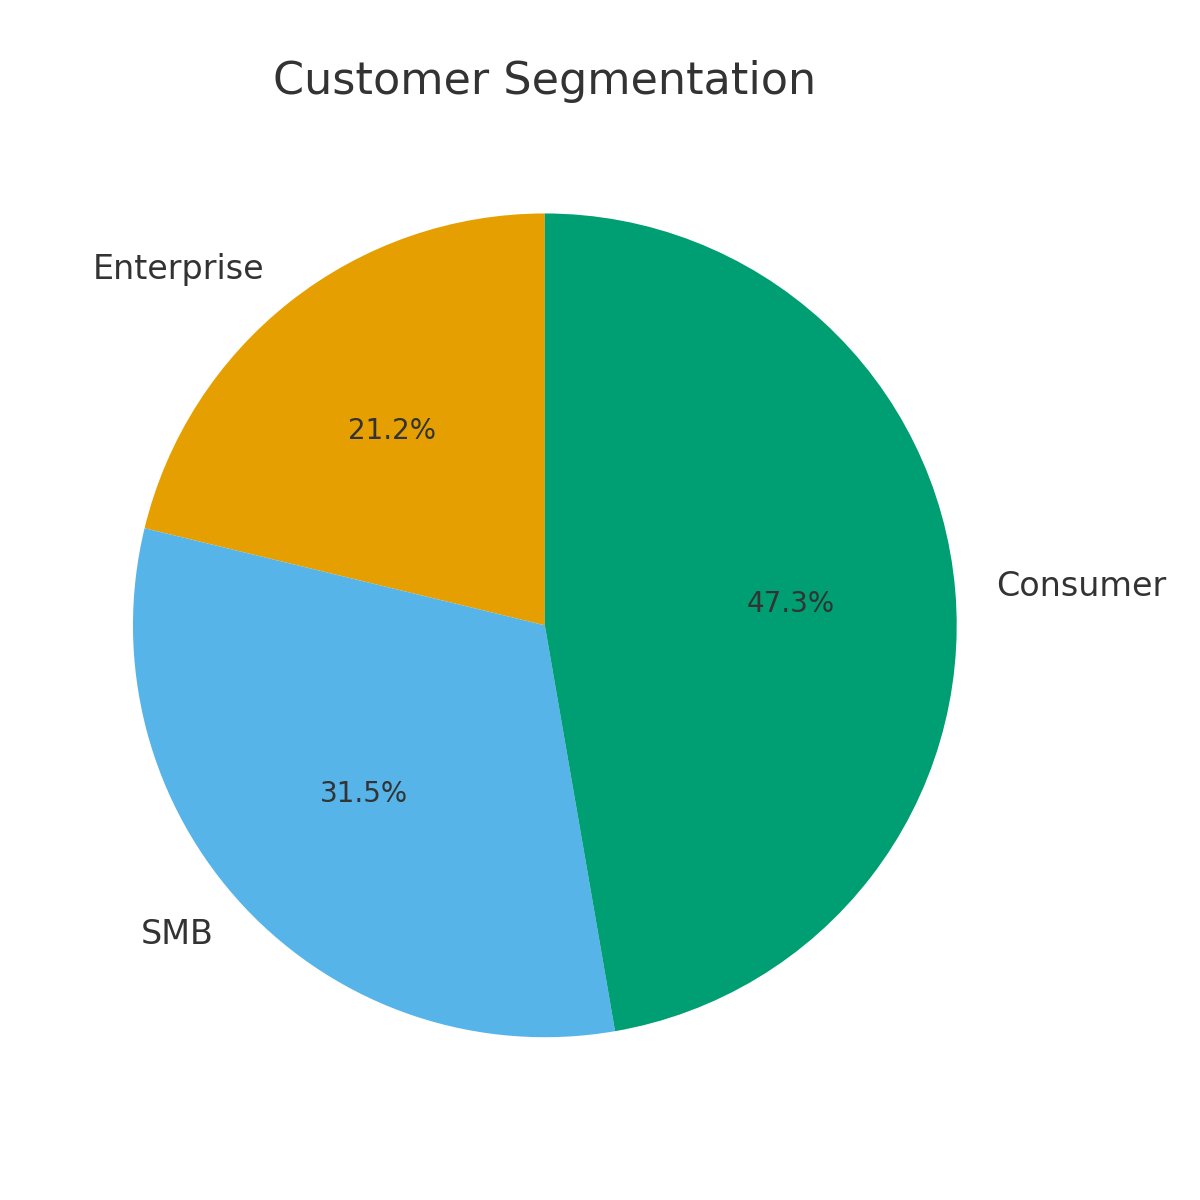 Customer Segmentation
Enterprise
21.2%
47.3%
Consumer
31.5%
SMB